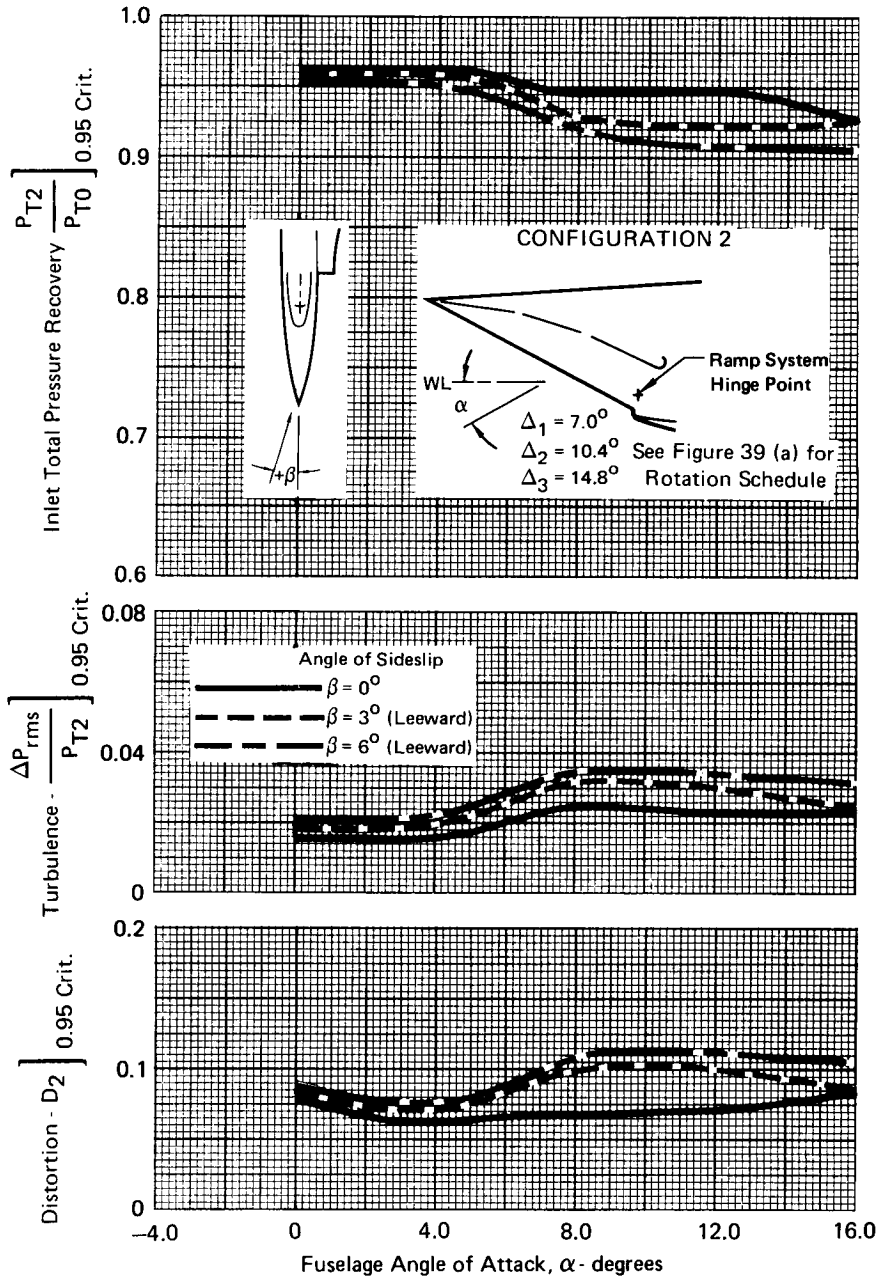 Inlet Total Pressure Recovery P_T2 / P_T0 ] 0.95 Crit.
1.0
0.9
0.8
0.7
0.6
CONFIGURATION 2
+β
WL
α
Ramp System
Hinge Point
Δ1 = 7.0°
Δ2 = 10.4°
Δ3 = 14.8°
See Figure 39 (a) for
Rotation Schedule
Turbulence - ΔP_rms / P_T2 ] 0.95 Crit.
0.08
0.04
0
Angle of Sideslip
β = 0°
β = 3° (Leeward)
β = 6° (Leeward)
Distortion - D2 ] 0.95 Crit.
0.2
0.1
0
−4.0 0 4.0 8.0 12.0 16.0
Fuselage Angle of Attack, α - degrees